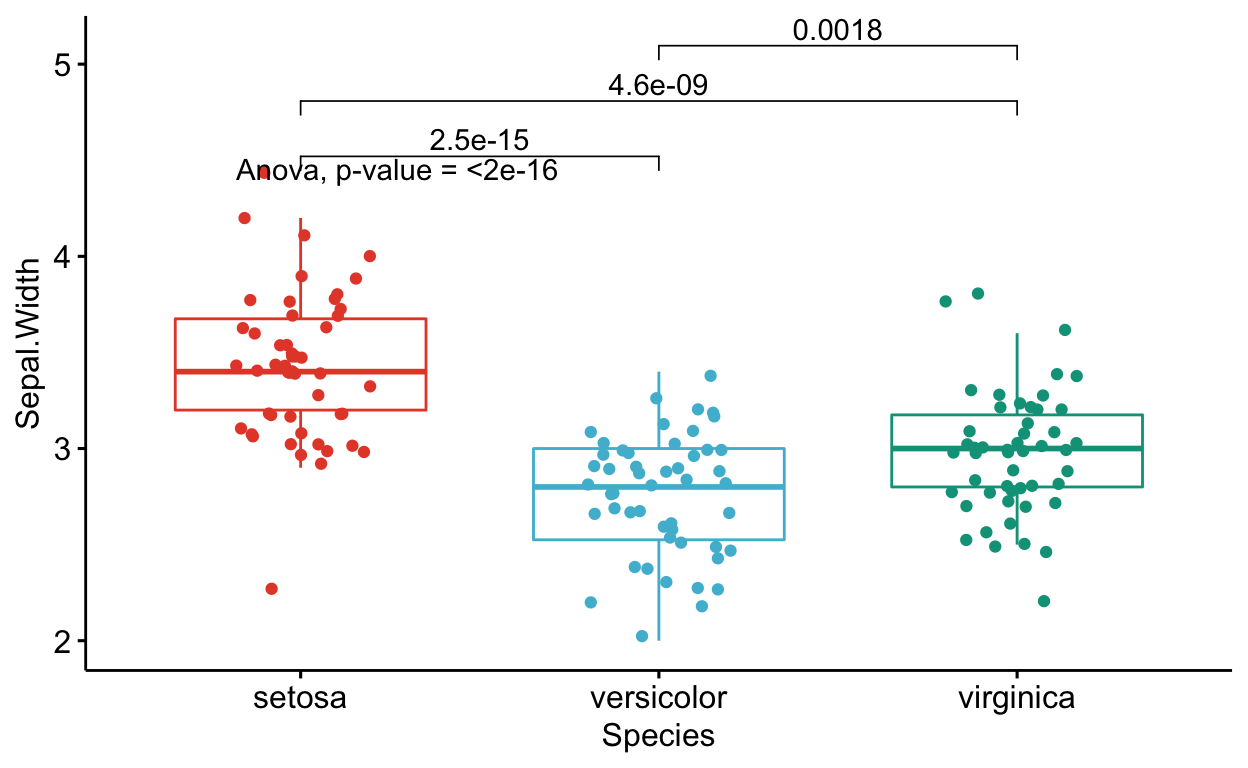 0.0018
5
4.6e-09
2.5e-15
Anova, p-value = <2e-16
4
Sepal.Width
3
2
setosa versicolor virginica
Species